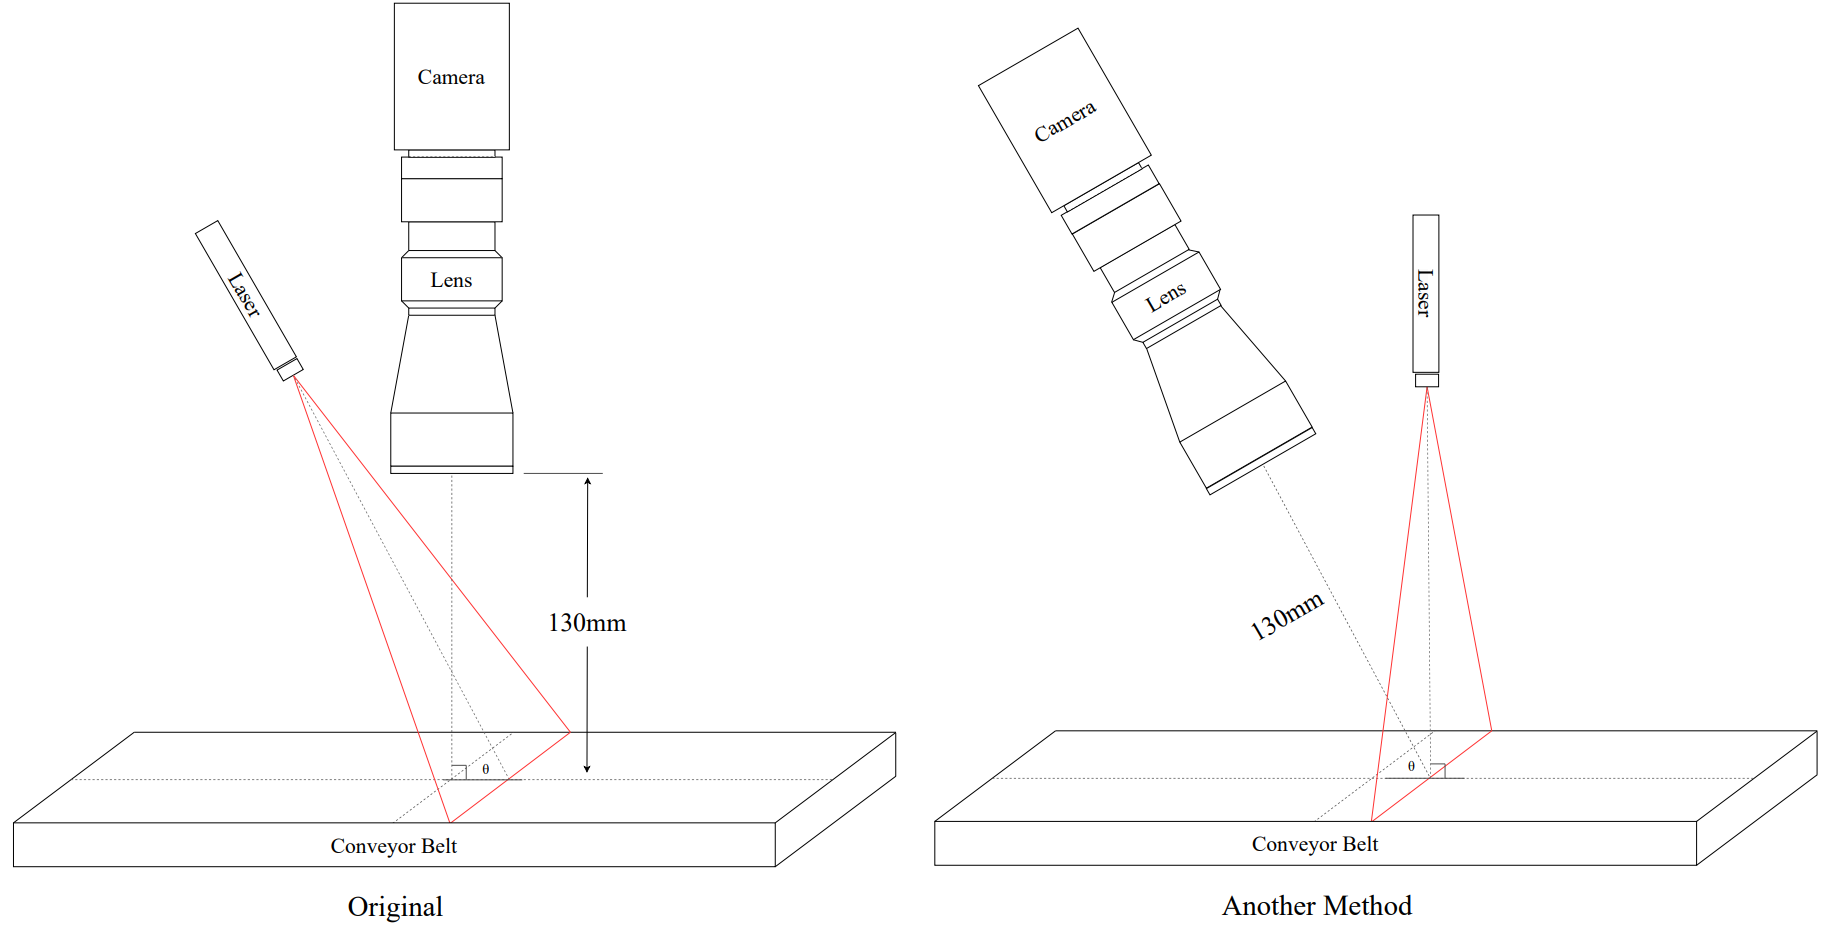 Camera
Laser
Lens
130mm
θ
Conveyor Belt
Original
Camera
Laser
Lens
130mm
θ
Conveyor Belt
Another Method